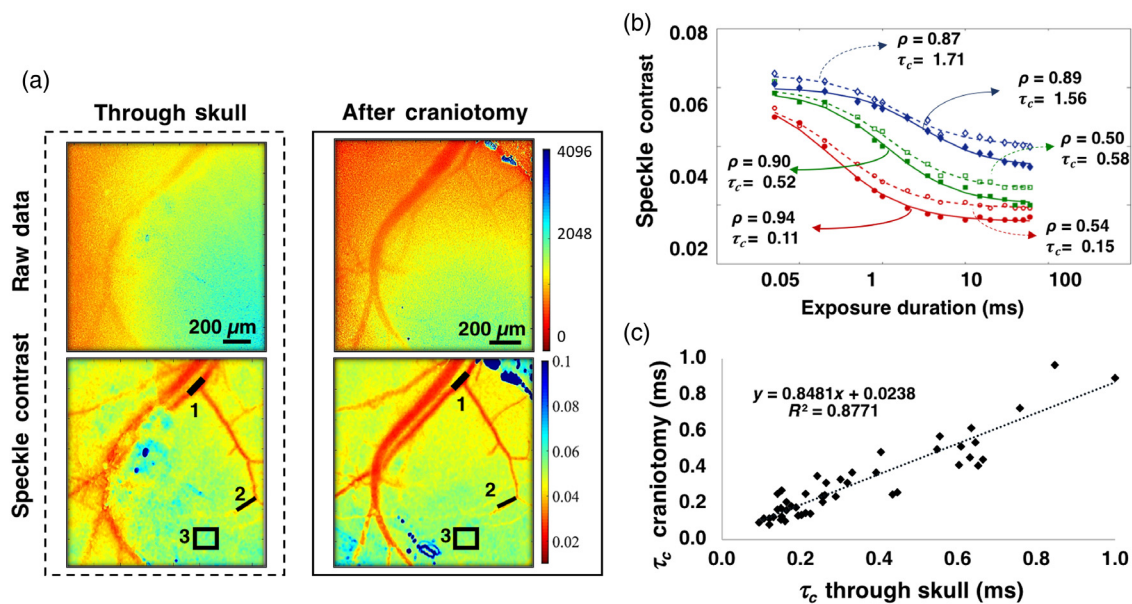 (a)
Through skull
After craniotomy
Raw data
Speckle contrast
200 µm
200 µm
4096
2048
0
1
2
3
1
2
3
0.1
0.08
0.06
0.04
0.02
0.01
(b)
Speckle contrast
0.08
0.06
0.04
0.02
ρ = 0.87
τc= 1.71
ρ = 0.89
τc= 1.56
ρ = 0.50
τc= 0.58
ρ = 0.90
τc= 0.52
ρ = 0.94
τc= 0.11
ρ = 0.54
τc= 0.15
0.05 1 10 100
Exposure duration (ms)
(c)
τc craniotomy (ms)
1.0
0.8
0.6
0.4
0.2
0.0
y = 0.8481x + 0.0238
R² = 0.8771
0.0 0.2 0.4 0.6 0.8 1.0
τc through skull (ms)